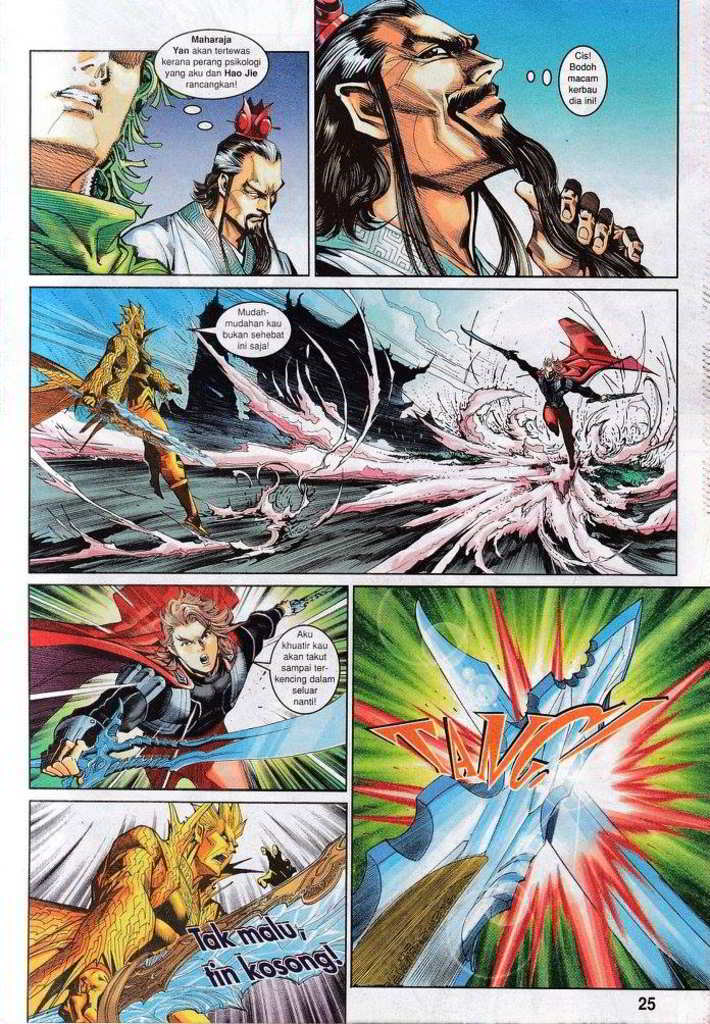 Maharaja
Yan akan tertewas
kerana perang psikologi
yang aku dan Hao Jie
rancangkan!
Cis!
Bodoh
macam
kerbau
dia ini!
Mudah-
mudahan kau
bukan sehebat
ini saja!
Aku
khuatir kau
akan takut
sampai ter-
kencing dalam
seluar
nanti!
TANG
Tak malu,
tin kosong!
25